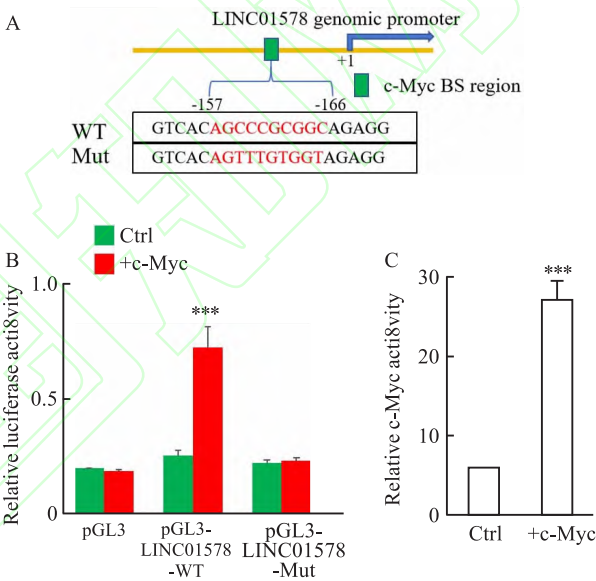 A
LINC01578 genomic promoter
+1
c-Myc BS region
-157 -166
WT GTCACAGCCCGCGGCAGAGG
Mut GTCACAGTTTGTGGTAGAGG
B
Ctrl
+c-Myc
Relative luciferase acti8vity
1.0
0.5
0
***
pGL3
pGL3-
LINC01578
-WT
pGL3-
LINC01578
-Mut
C
Relative c-Myc acti8vity
30
20
10
0
***
Ctrl +c-Myc